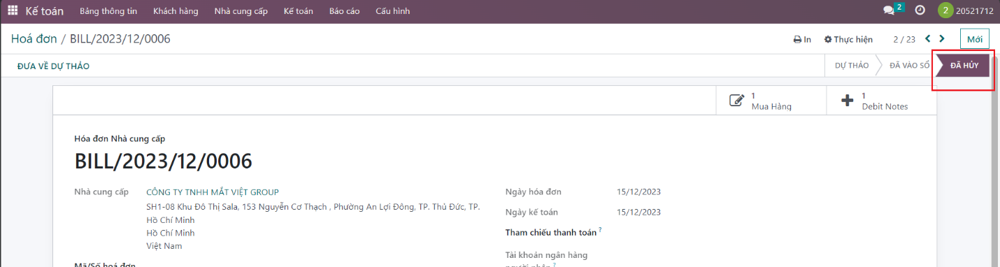 Kế toán Bảng thông tin Khách hàng Nhà cung cấp Kế toán Báo cáo Cấu hình 2 2 20521712
Hoá đơn / BILL/2023/12/0006 In Thực hiện 2 / 23 Mới
ĐƯA VỀ DỰ THẢO DỰ THẢO ĐÃ VÀO SỔ ĐÃ HỦY
1 1
Mua Hàng Debit Notes
Hóa đơn Nhà cung cấp
BILL/2023/12/0006
Nhà cung cấp CÔNG TY TNHH MẮT VIỆT GROUP Ngày hóa đơn 15/12/2023
SH1-08 Khu Đô Thị Sala, 153 Nguyễn Cơ Thạch , Phường An Lợi Đông, TP. Thủ Đức, TP. Ngày kế toán 15/12/2023
Hồ Chí Minh
Hồ Chí Minh Tham chiếu thanh toán ?
Việt Nam
Tài khoản ngân hàng
Mã/Số hoá đơn người nhận ?